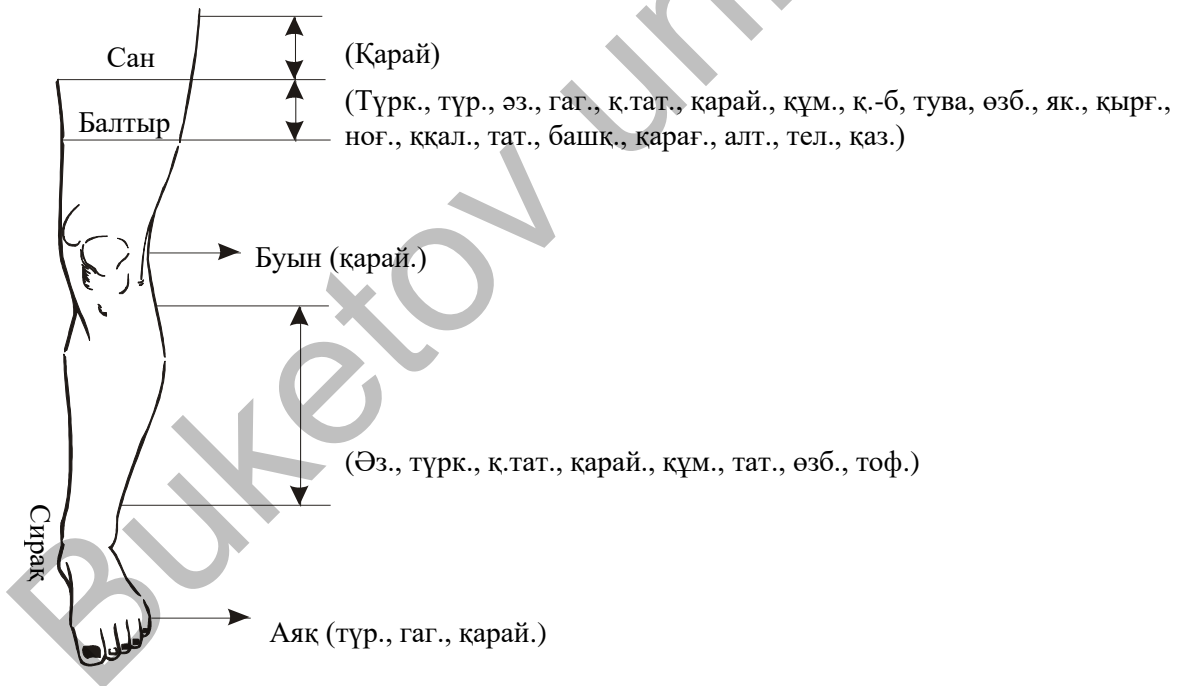 Сан
(Қарай)
(Түрк., түр., әз., гаг., қ.тат., қарай., құм., қ.-б, тува, өзб., як., қырғ.,
Балтыр
ноғ., ққал., тат., башқ., қарағ., алт., тел., қаз.)
Буын (қарай.)
(Әз., түрк., қ.тат., қарай., құм., тат., өзб., тоф.)
Сирақ
Аяқ (түр., гаг., қарай.)
Buketov un